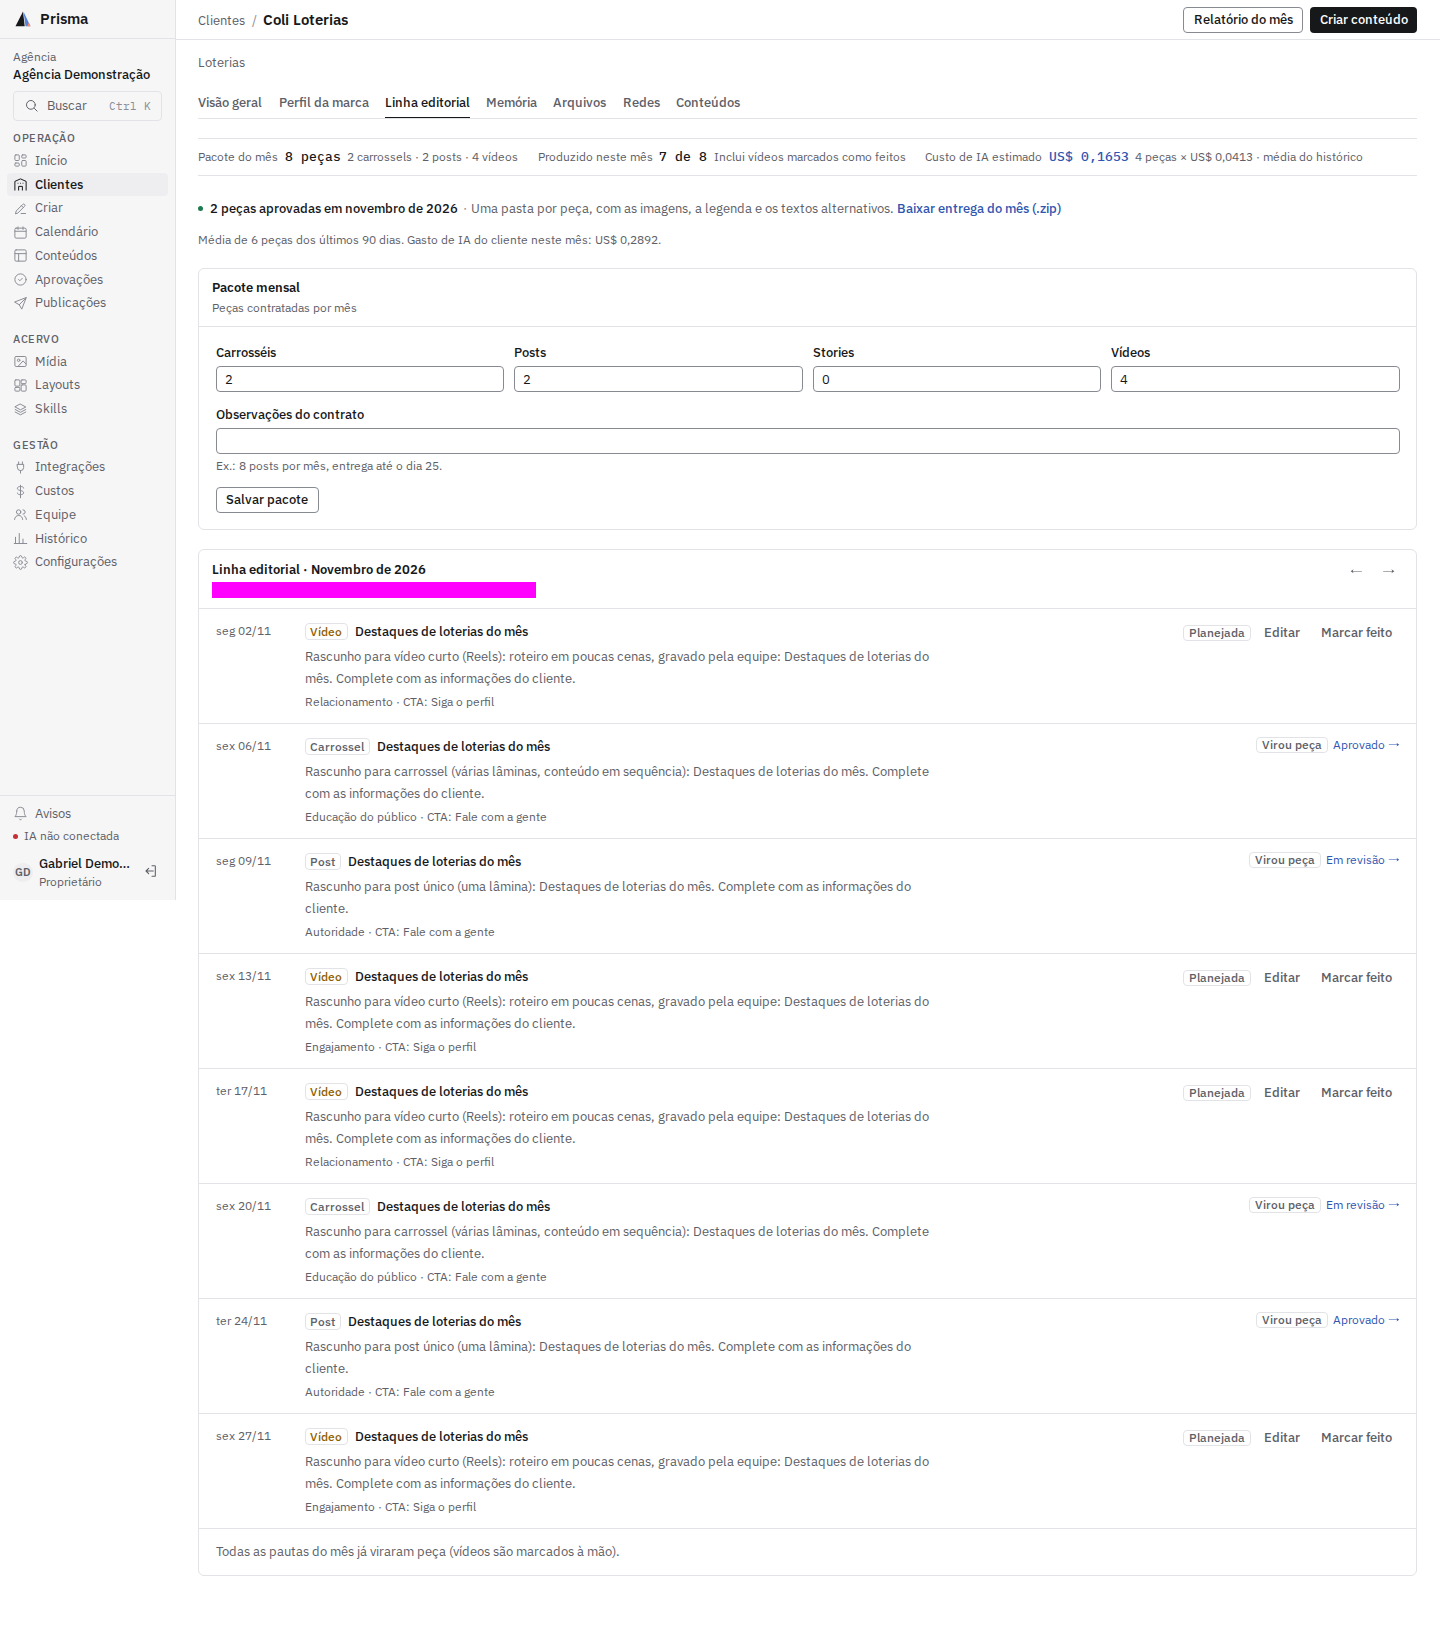 Prisma
Agência
Agência Demonstração
Buscar Ctrl K
OPERAÇÃO
Início
Clientes
Criar
Calendário
Conteúdos
Aprovações
Publicações
ACERVO
Mídia
Layouts
Skills
GESTÃO
Integrações
Custos
Equipe
Histórico
Configurações
Avisos
IA não conectada
GD Gabriel Demo...
Proprietário
Clientes / Coli Loterias
Relatório do mês Criar conteúdo
Loterias
Visão geral Perfil da marca Linha editorial Memória Arquivos Redes Conteúdos
Pacote do mês 8 peças 2 carrossels · 2 posts · 4 vídeos Produzido neste mês 7 de 8 Inclui vídeos marcados como feitos Custo de IA estimado US$ 0,1653 4 peças × US$ 0,0413 · média do histórico
2 peças aprovadas em novembro de 2026 · Uma pasta por peça, com as imagens, a legenda e os textos alternativos. Baixar entrega do mês (.zip)
Média de 6 peças dos últimos 90 dias. Gasto de IA do cliente neste mês: US$ 0,2892.
Pacote mensal
Peças contratadas por mês
Carrosséis Posts Stories Vídeos
2 2 0 4
Observações do contrato
Ex.: 8 posts por mês, entrega até o dia 25.
Salvar pacote
Linha editorial · Novembro de 2026 ← →
seg 02/11 Vídeo Destaques de loterias do mês Planejada Editar Marcar feito
Rascunho para vídeo curto (Reels): roteiro em poucas cenas, gravado pela equipe: Destaques de loterias do
mês. Complete com as informações do cliente.
Relacionamento · CTA: Siga o perfil
sex 06/11 Carrossel Destaques de loterias do mês Virou peça Aprovado →
Rascunho para carrossel (várias lâminas, conteúdo em sequência): Destaques de loterias do mês. Complete
com as informações do cliente.
Educação do público · CTA: Fale com a gente
seg 09/11 Post Destaques de loterias do mês Virou peça Em revisão →
Rascunho para post único (uma lâmina): Destaques de loterias do mês. Complete com as informações do
cliente.
Autoridade · CTA: Fale com a gente
sex 13/11 Vídeo Destaques de loterias do mês Planejada Editar Marcar feito
Rascunho para vídeo curto (Reels): roteiro em poucas cenas, gravado pela equipe: Destaques de loterias do
mês. Complete com as informações do cliente.
Engajamento · CTA: Siga o perfil
ter 17/11 Vídeo Destaques de loterias do mês Planejada Editar Marcar feito
Rascunho para vídeo curto (Reels): roteiro em poucas cenas, gravado pela equipe: Destaques de loterias do
mês. Complete com as informações do cliente.
Relacionamento · CTA: Siga o perfil
sex 20/11 Carrossel Destaques de loterias do mês Virou peça Em revisão →
Rascunho para carrossel (várias lâminas, conteúdo em sequência): Destaques de loterias do mês. Complete
com as informações do cliente.
Educação do público · CTA: Fale com a gente
ter 24/11 Post Destaques de loterias do mês Virou peça Aprovado →
Rascunho para post único (uma lâmina): Destaques de loterias do mês. Complete com as informações do
cliente.
Autoridade · CTA: Fale com a gente
sex 27/11 Vídeo Destaques de loterias do mês Planejada Editar Marcar feito
Rascunho para vídeo curto (Reels): roteiro em poucas cenas, gravado pela equipe: Destaques de loterias do
mês. Complete com as informações do cliente.
Engajamento · CTA: Siga o perfil
Todas as pautas do mês já viraram peça (vídeos são marcados à mão).